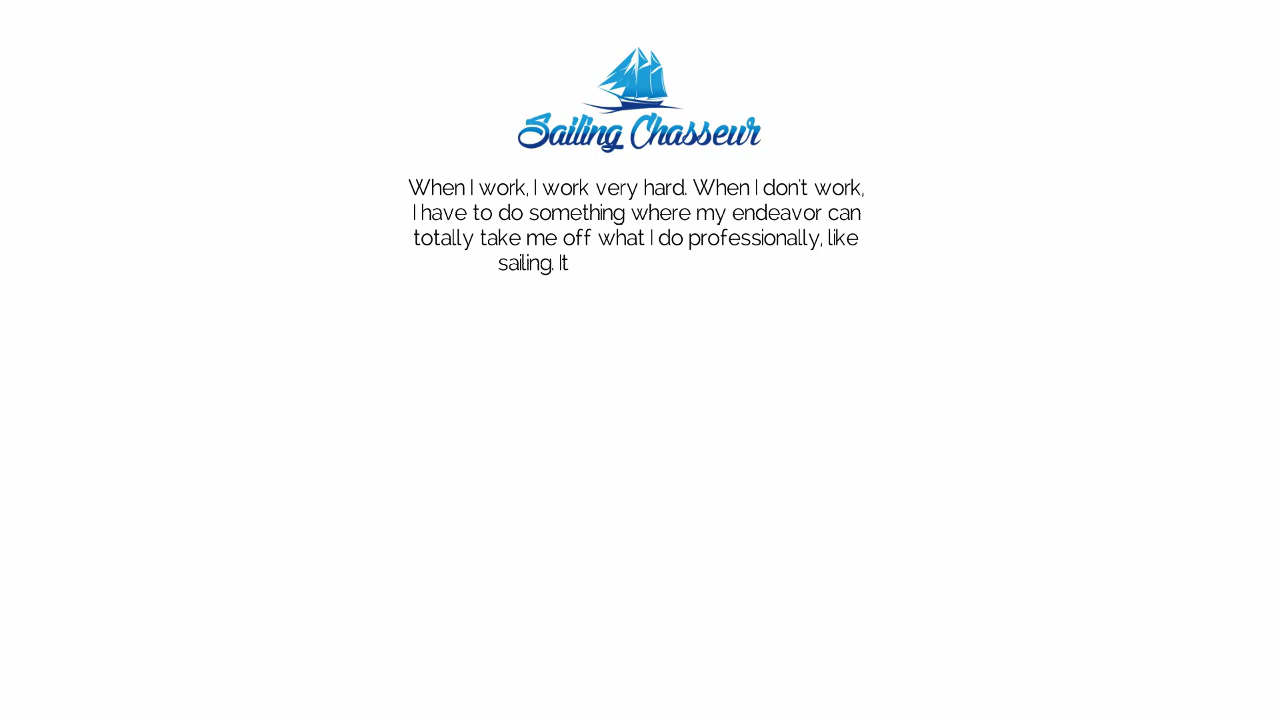 Sailing Chasseur
When I work, I work very hard. When I don't work,
I have to do something where my endeavor can
totally take me off what I do professionally, like
sailing. It